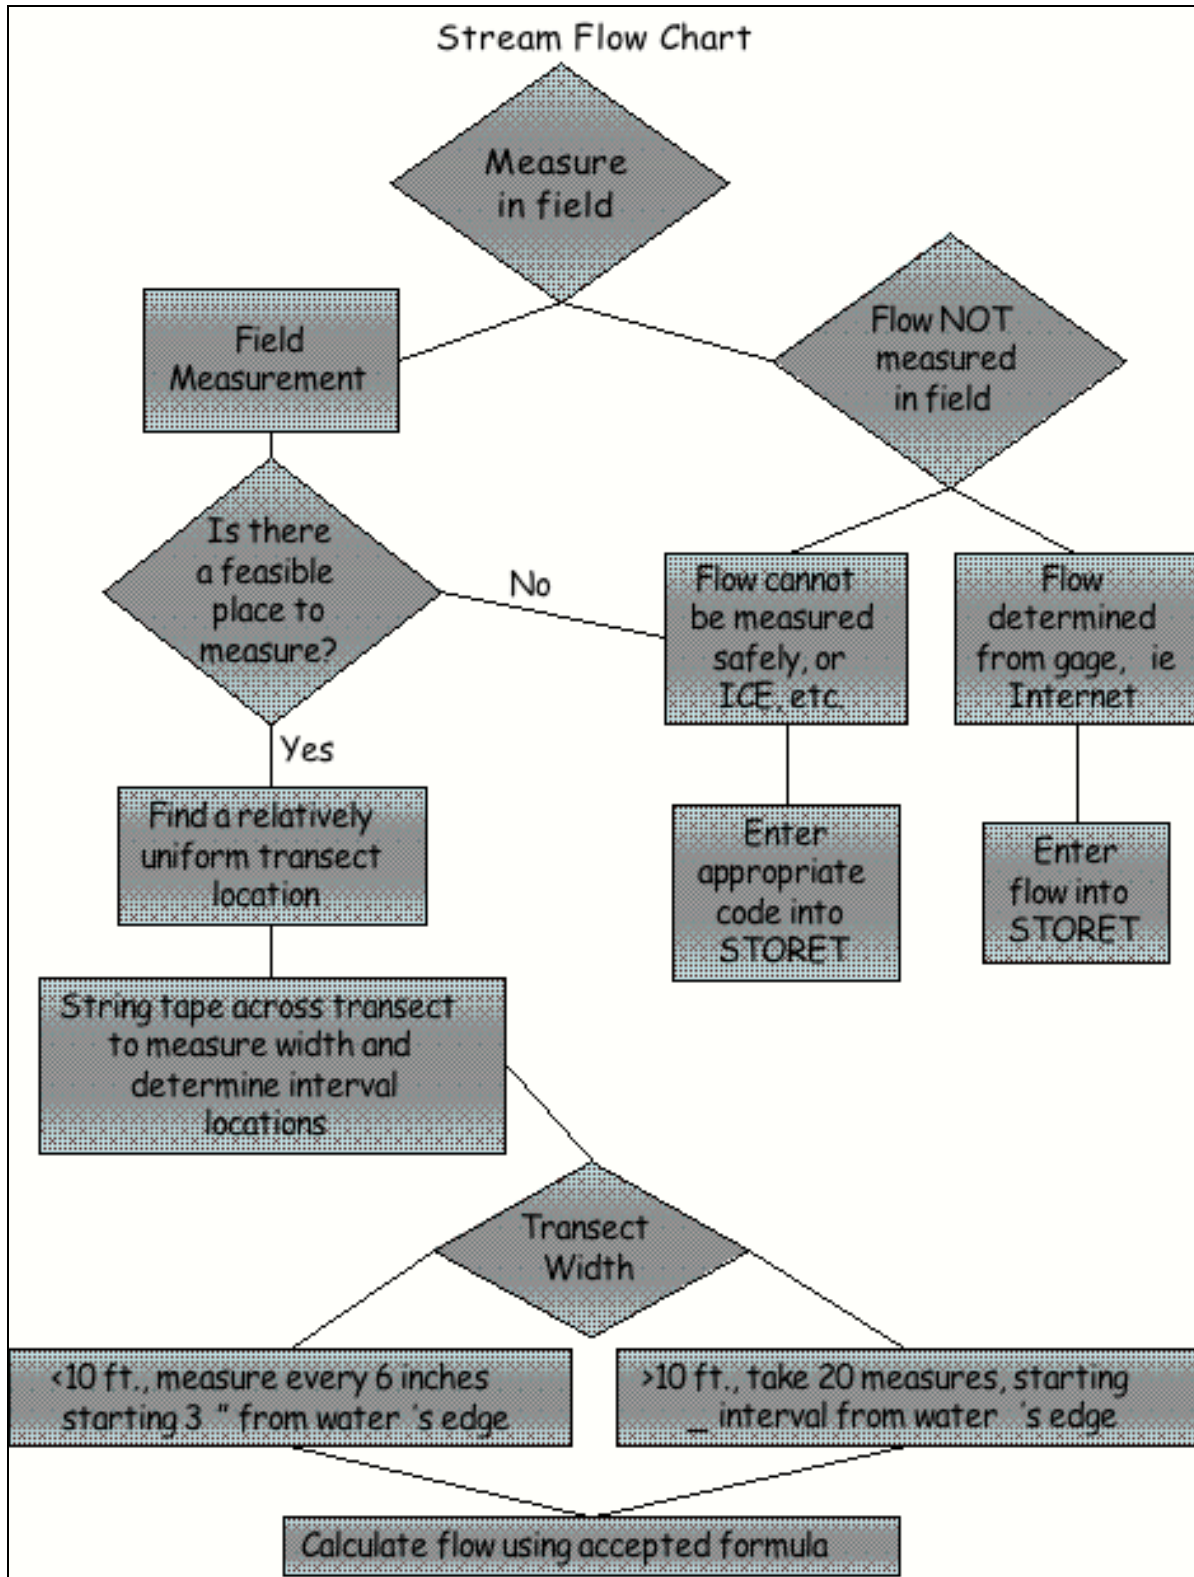 Stream Flow Chart
Measure
in field
Field
Measurement
Flow NOT
measured
in field
Is there
a feasible
place to
measure?
No
Flow cannot
be measured
safely, or
ICE, etc.
Flow
determined
from gage, ie
Internet
Yes
Find a relatively
uniform transect
location
Enter
appropriate
code into
STORET
Enter
flow into
STORET
String tape across transect
to measure width and
determine interval
locations
Transect
Width
<10 ft., measure every 6 inches
starting 3 " from water 's edge
>10 ft., take 20 measures, starting
_ interval from water 's edge
Calculate flow using accepted formula